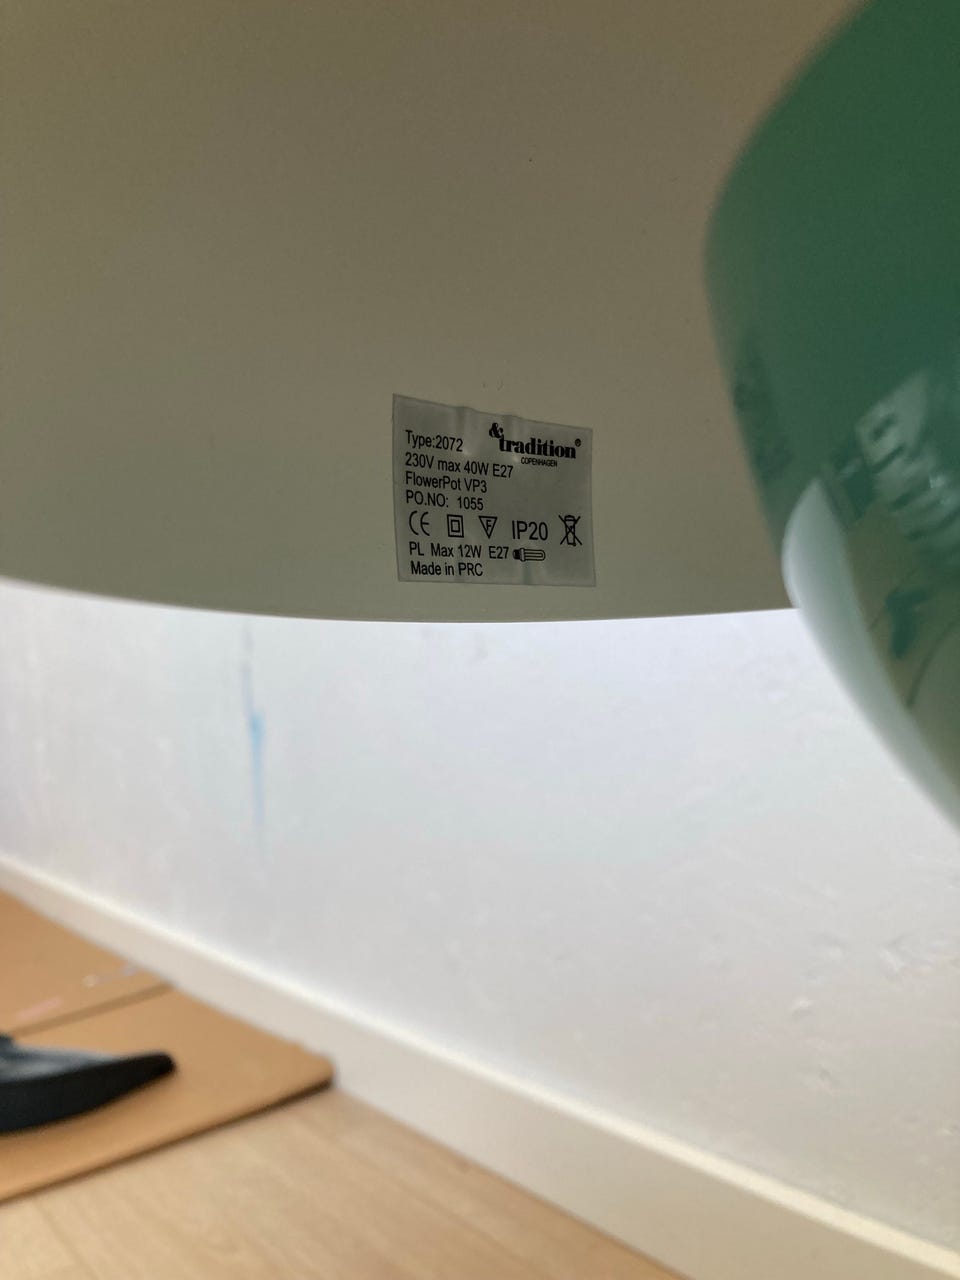 Type:2072
&tradition®
COPENHAGEN
230V max 40W E27
FlowerPot VP3
PO.NO: 1055
CE F IP20
PL Max 12W E27
Made in PRC